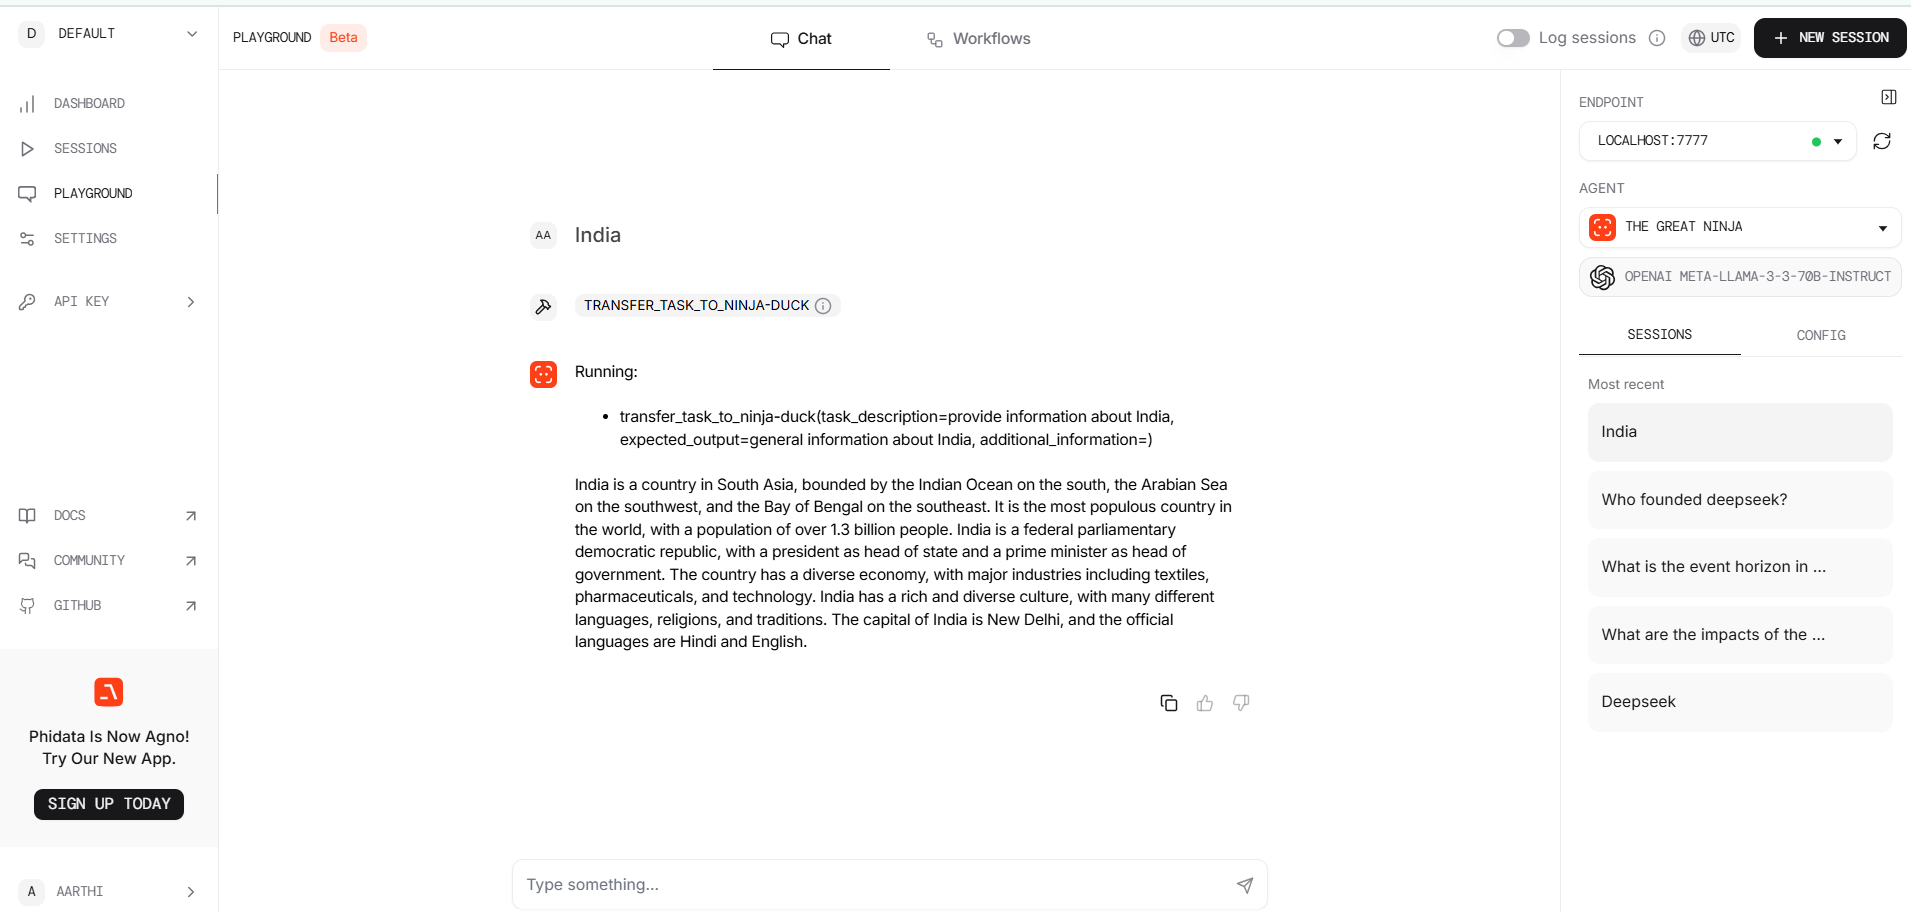 D DEFAULT
DASHBOARD
SESSIONS
PLAYGROUND
SETTINGS
API KEY
DOCS
COMMUNITY
GITHUB
Phidata Is Now Agno!
Try Our New App.
SIGN UP TODAY
A AARTHI
PLAYGROUND Beta
Chat
Workflows
Log sessions
UTC
+ NEW SESSION
AA India
TRANSFER_TASK_TO_NINJA-DUCK
Running:
• transfer_task_to_ninja-duck(task_description=provide information about India,
expected_output=general information about India, additional_information=)
India is a country in South Asia, bounded by the Indian Ocean on the south, the Arabian Sea
on the southwest, and the Bay of Bengal on the southeast. It is the most populous country in
the world, with a population of over 1.3 billion people. India is a federal parliamentary
democratic republic, with a president as head of state and a prime minister as head of
government. The country has a diverse economy, with major industries including textiles,
pharmaceuticals, and technology. India has a rich and diverse culture, with many different
languages, religions, and traditions. The capital of India is New Delhi, and the official
languages are Hindi and English.
Type something...
ENDPOINT
LOCALHOST:7777
AGENT
THE GREAT NINJA
OPENAI META-LLAMA-3-3-70B-INSTRUCT
SESSIONS
CONFIG
Most recent
India
Who founded deepseek?
What is the event horizon in ...
What are the impacts of the ...
Deepseek